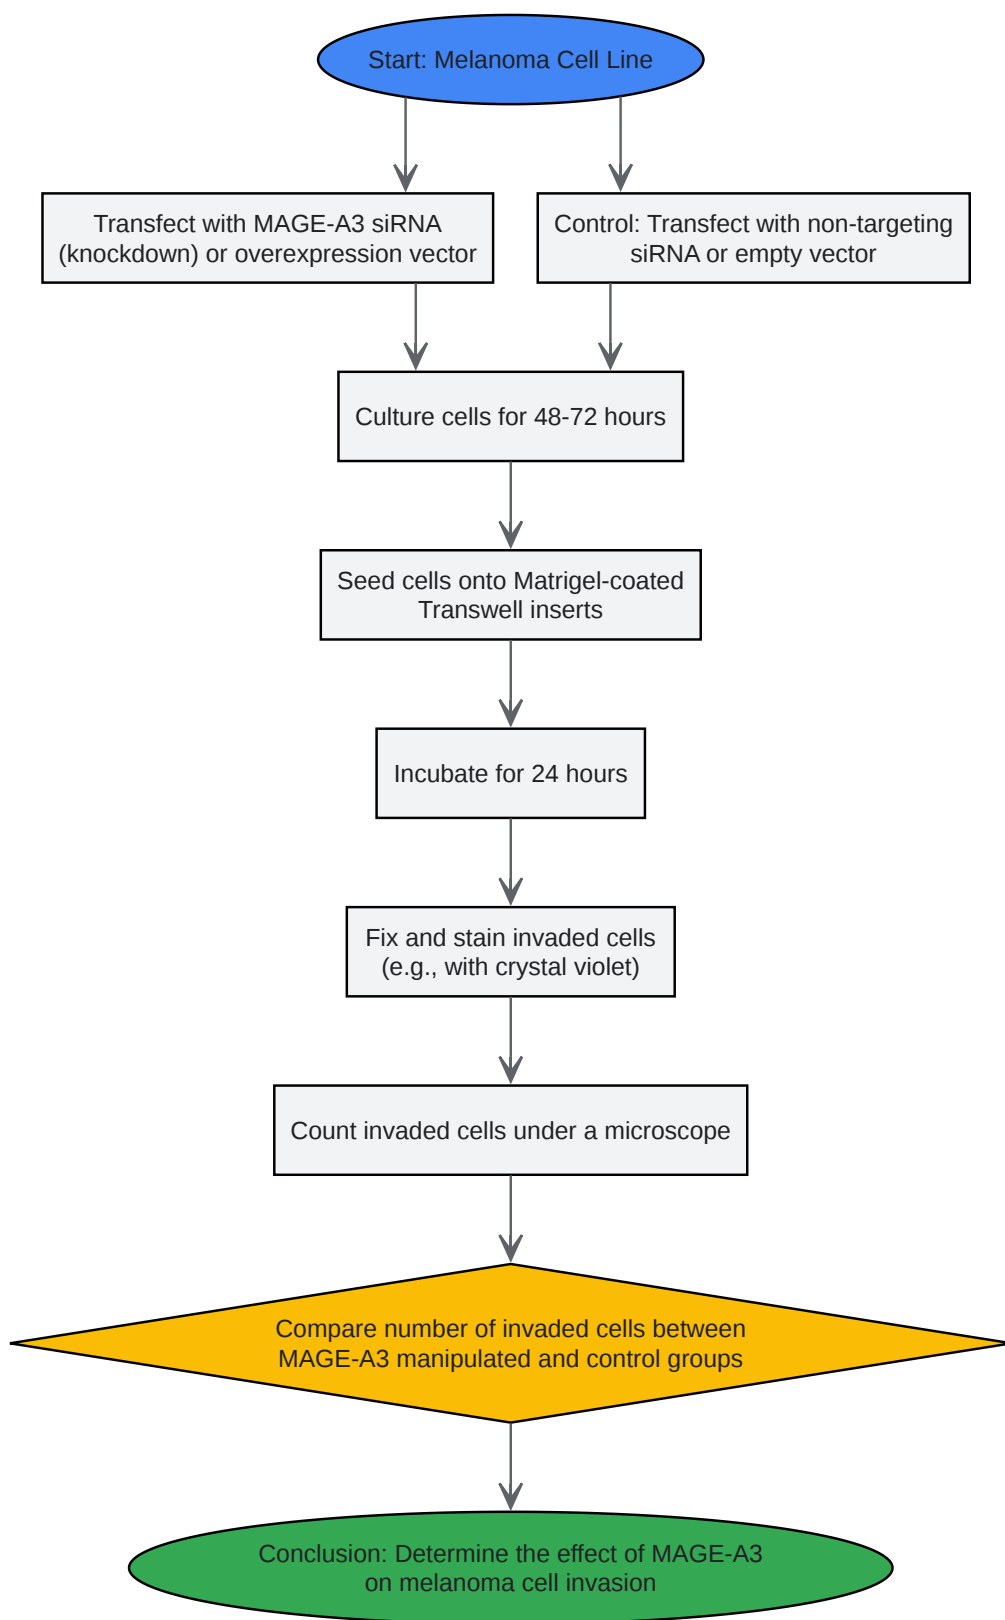 Start: Melanoma Cell Line
Transfect with MAGE-A3 siRNA
(knockdown) or overexpression vector
Control: Transfect with non-targeting
siRNA or empty vector
Culture cells for 48-72 hours
Seed cells onto Matrigel-coated
Transwell inserts
Incubate for 24 hours
Fix and stain invaded cells
(e.g., with crystal violet)
Count invaded cells under a microscope
Compare number of invaded cells between
MAGE-A3 manipulated and control groups
Conclusion: Determine the effect of MAGE-A3
on melanoma cell invasion